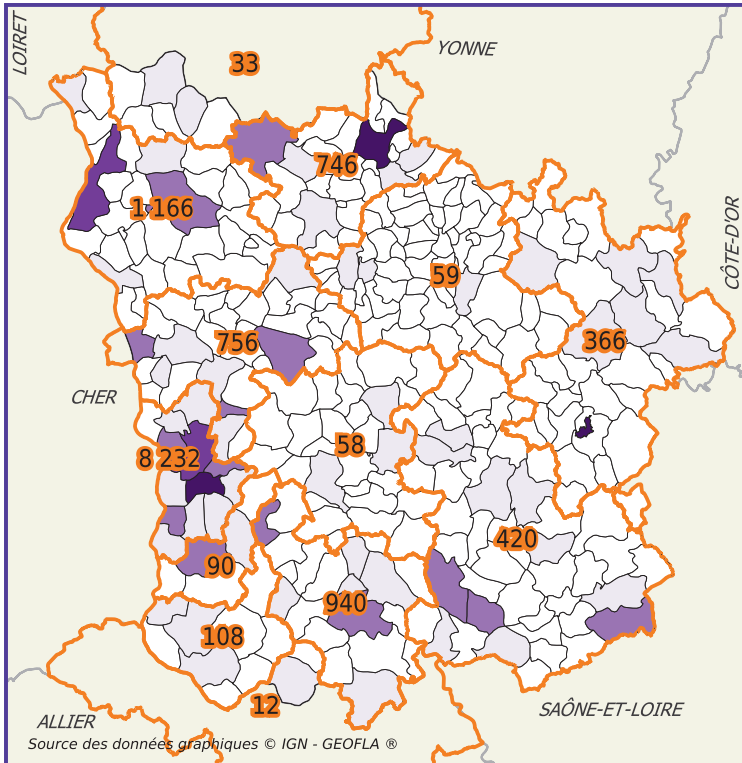 LOIRET
YONNE
33
746
1 166
CÔTE-D'OR
59
756
366
CHER
58
8 232
420
90
940
108
12
SAÔNE-ET-LOIRE
ALLIER
Source des données graphiques © IGN - GEOFLA ®